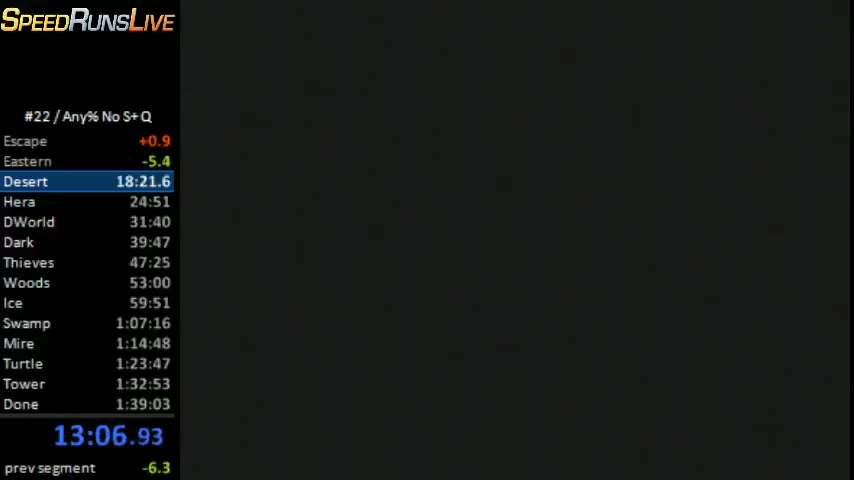 SPEEDRUNSLIVE
#22 / Any% No S+Q
Escape +0.9
Eastern -5.4
Desert 18:21.6
Hera 24:51
DWorld 31:40
Dark 39:47
Thieves 47:25
Woods 53:00
Ice 59:51
Swamp 1:07:16
Mire 1:14:48
Turtle 1:23:47
Tower 1:32:53
Done 1:39:03
13:06.93
prev segment -6.3